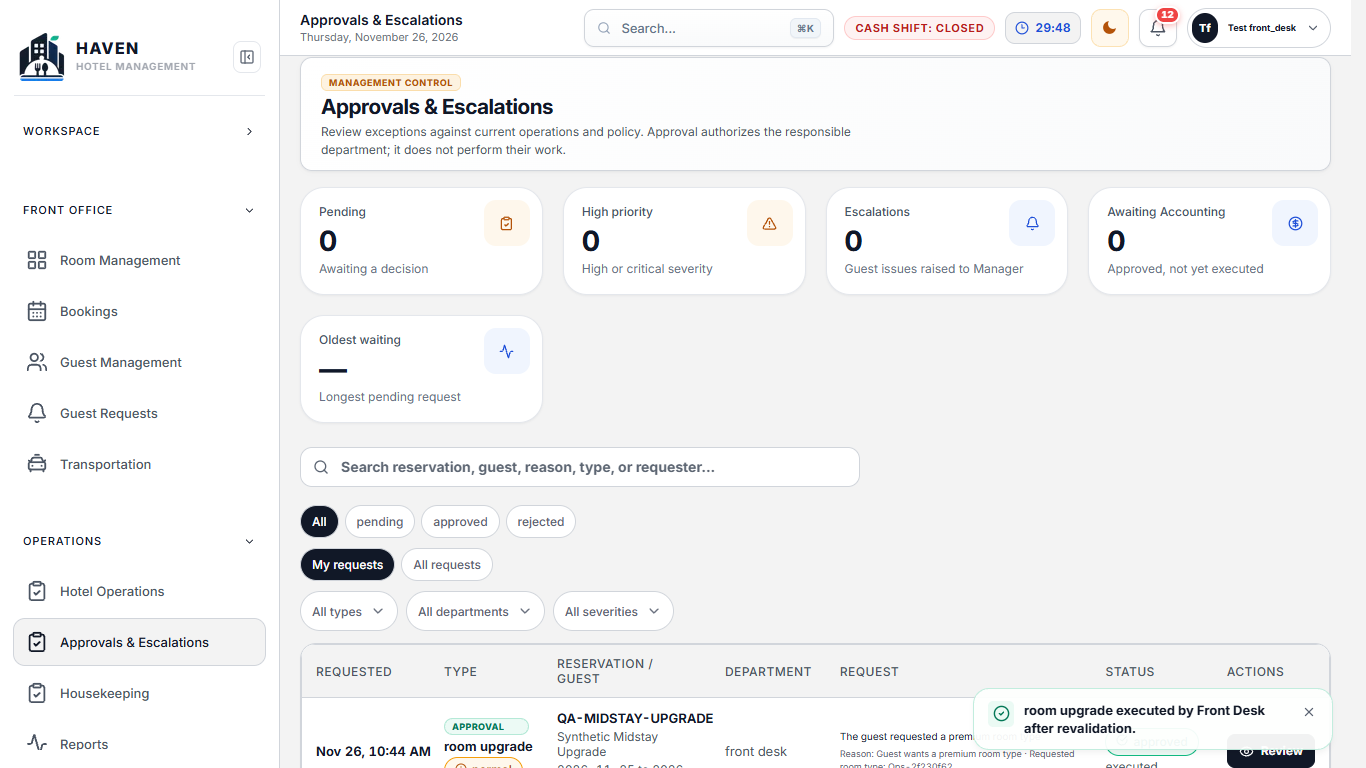 HAVEN
HOTEL MANAGEMENT
WORKSPACE
FRONT OFFICE
Room Management
Bookings
Guest Management
Guest Requests
Transportation
OPERATIONS
Hotel Operations
Approvals & Escalations
Housekeeping
Reports
Approvals & Escalations
Thursday, November 26, 2026
Search...
⌘K
CASH SHIFT: CLOSED
29:48
12
Tf
Test front_desk
MANAGEMENT CONTROL
Approvals & Escalations
Review exceptions against current operations and policy. Approval authorizes the responsible
department; it does not perform their work.
Pending
0
Awaiting a decision
High priority
0
High or critical severity
Escalations
0
Guest issues raised to Manager
Awaiting Accounting
0
Approved, not yet executed
Oldest waiting
—
Longest pending request
Search reservation, guest, reason, type, or requester...
All
pending
approved
rejected
My requests
All requests
All types
All departments
All severities
REQUESTED
TYPE
RESERVATION /
GUEST
DEPARTMENT
REQUEST
STATUS
ACTIONS
Nov 26, 10:44 AM
APPROVAL
room upgrade
normal
QA-MIDSTAY-UPGRADE
Synthetic Midstay
Upgrade
front desk
The guest requested a premium room
Reason: Guest wants a premium room type · Requested
room type: Ops-2f230f62
approved
executed
Review
room upgrade executed by Front Desk
after revalidation.